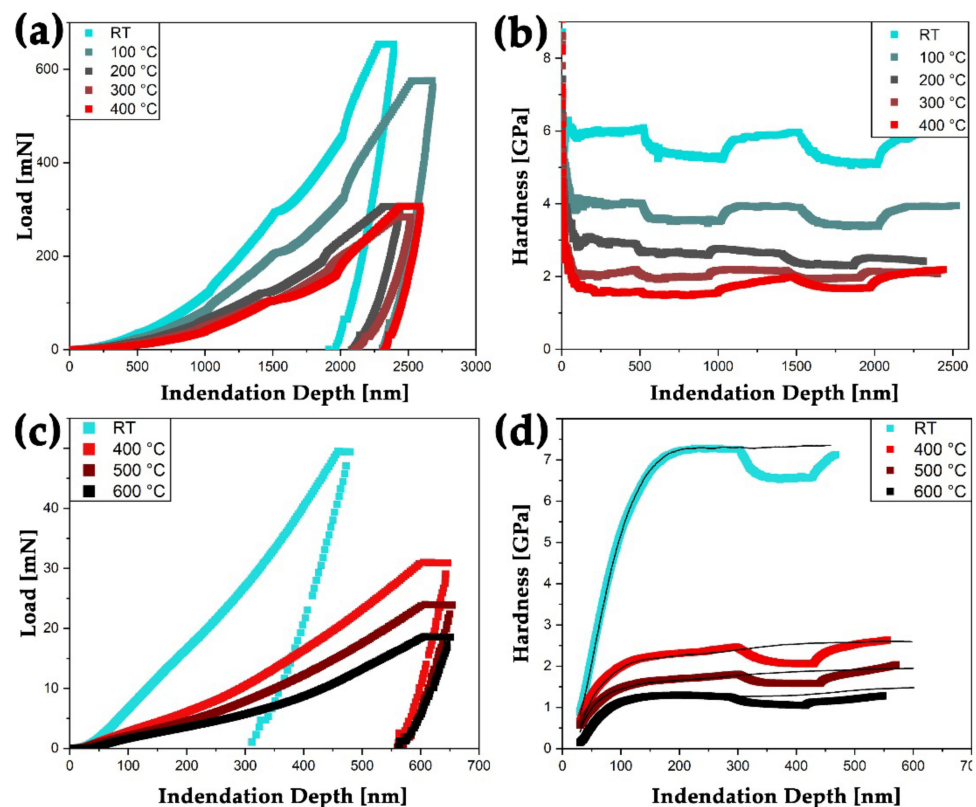 (a)
RT
100 °C
200 °C
300 °C
400 °C
600
400
200
0
Load [mN]
0 500 1000 1500 2000 2500 3000
Indendation Depth [nm]
(b)
RT
100 °C
200 °C
300 °C
400 °C
8
6
4
2
0
Hardness [GPa]
0 500 1000 1500 2000 2500
Indendation Depth [nm]
(c)
RT
400 °C
500 °C
600 °C
50
40
30
20
10
0
Load [mN]
0 100 200 300 400 500 600 700
Indendation Depth [nm]
(d)
RT
400 °C
500 °C
600 °C
8
7
6
5
4
3
2
1
0
Hardness [GPa]
0 100 200 300 400 500 600 70
Indendation Depth [nm]